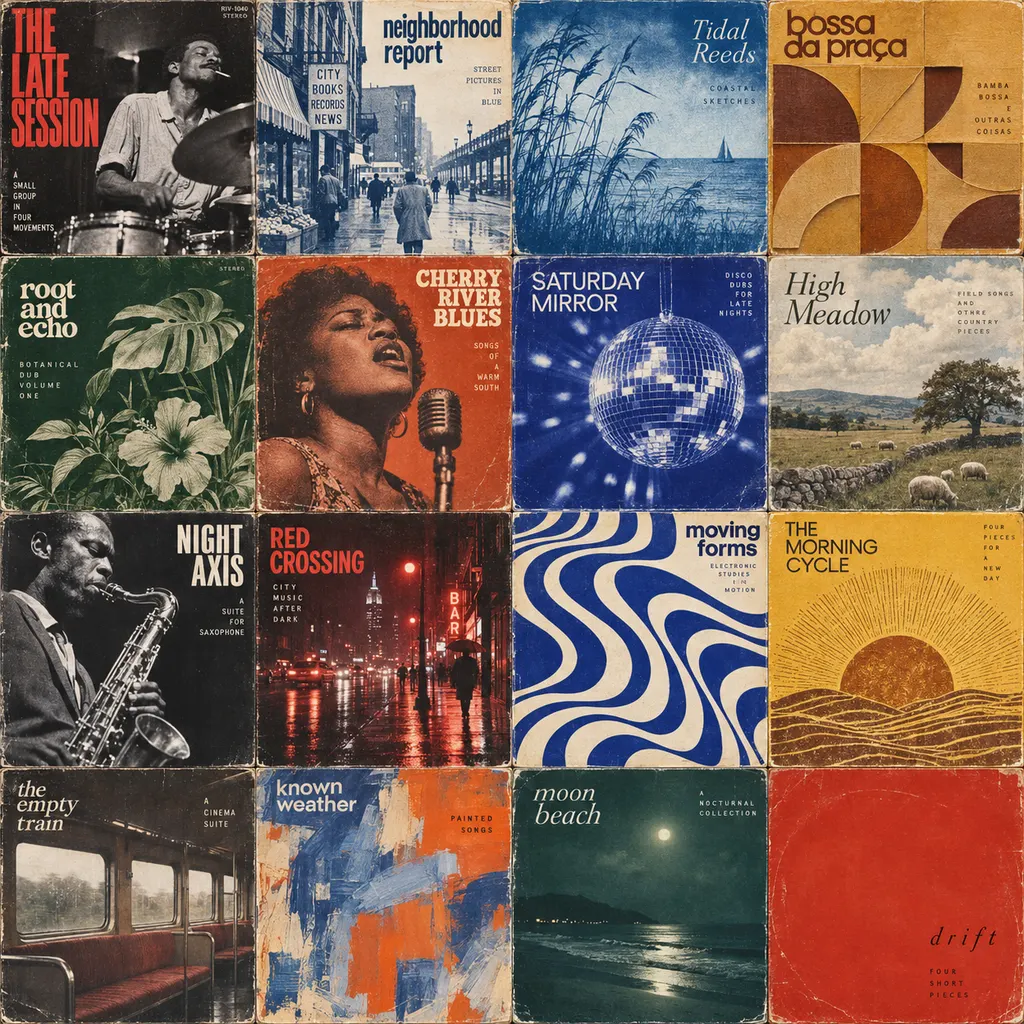 THE
LATE
SESSION
RIV-1040
STEREO
A
SMALL
GROUP
IN
FOUR
MOVEMENTS
neighborhood
report
STREET
PICTURES
IN
BLUE
CITY
BOOKS
RECORDS
NEWS
Tidal
Reeds
COASTAL
SKETCHES
bossa
da praça
BAMBA
BOSSA
E
OUTRAS
COISAS
root
and
echo
STEREO
BOTANICAL
DUB
VOLUME
ONE
CHERRY
RIVER
BLUES
SONGS
OF
A
WARM
SOUTH
SATURDAY
MIRROR
DISCO
DUBS
FOR
LATE
NIGHTS
High
Meadow
FIELD SONGS
AND
OTHRE
COUNTRY
PIECES
NIGHT
AXIS
A
SUITE
FOR
SAXOPHONE
RED
CROSSING
CITY
MUSIC
AFTER
DARK
BAR
moving
forms
ELECTRONIC
STUDIES
MOTION
THE
MORNING
CYCLE
FOUR
PIECES
FOR
A
NEW
DAY
the
empty
train
A
CINEMA
SUITE
known
weather
PAINTED
SONGS
moon
beach
A
NOCTURNAL
COLLECTION
drift
FOUR
SHORT
PIECES